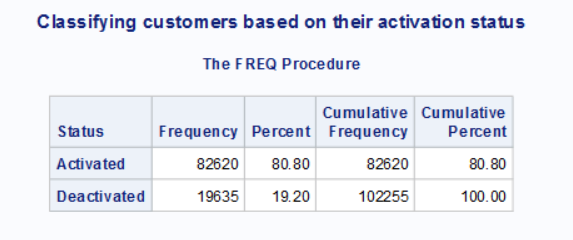 Classifying customers based on their activation status
The FREQ Procedure
Status Frequency Percent Cumulative Frequency Cumulative Percent
Activated 82620 80.80 82620 80.80
Deactivated 19635 19.20 102255 100.00